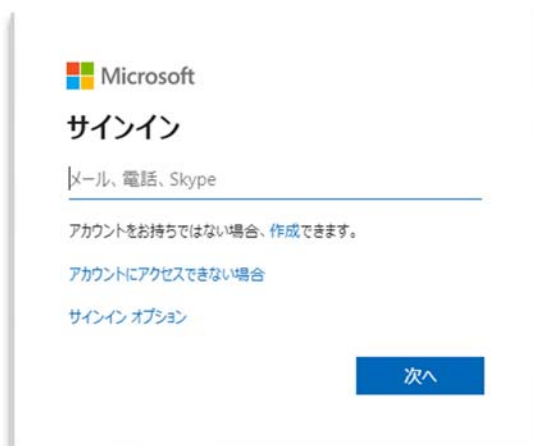 Microsoft
サインイン
メール、電話、Skype
アカウントをお持ちではない場合、作成できます。
アカウントにアクセスできない場合
サインイン オプション
次へ